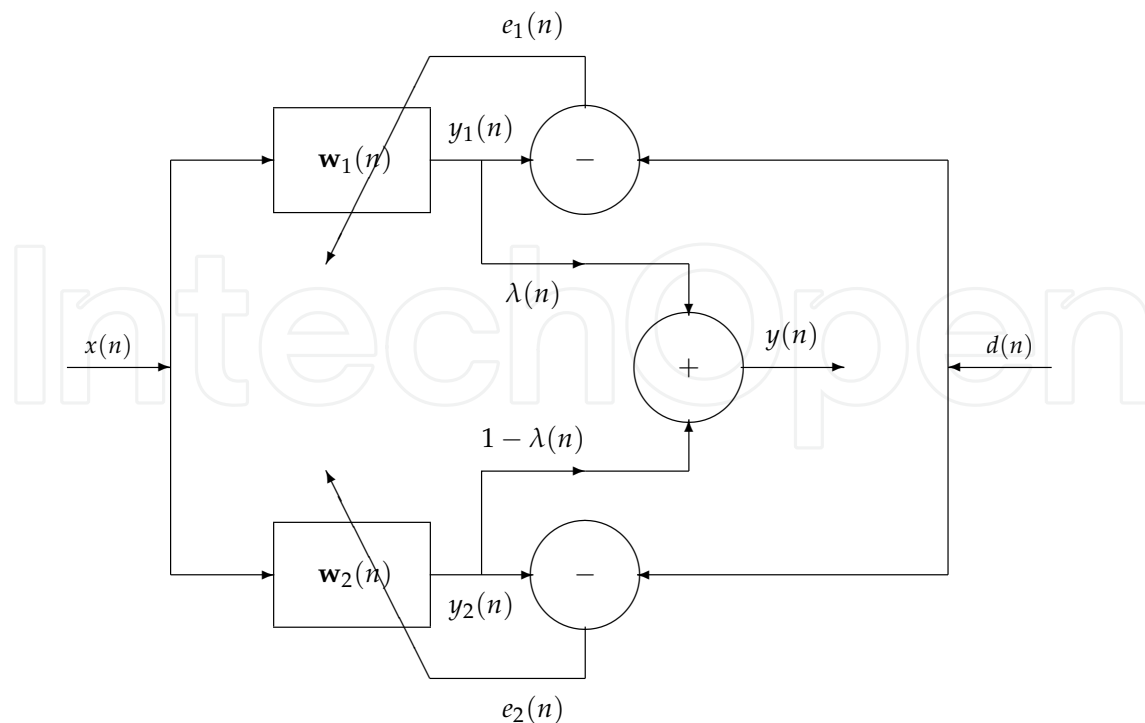 e₁(n)
y₁(n)
−
𝐰₁(n)
λ(n)
IntechOpen
x(n)
y(n)
d(n)
+
1 − λ(n)
𝐰₂(n)
−
y₂(n)
e₂(n)